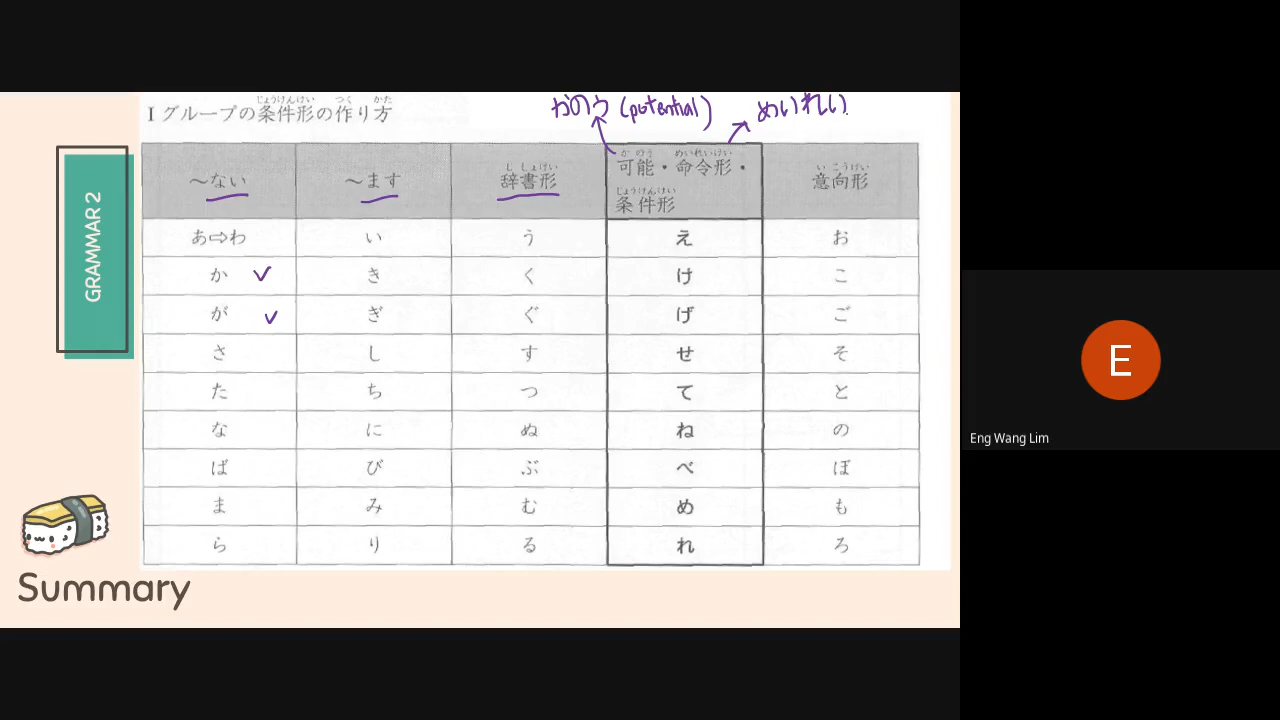 かのう (potential)
めいれい
Iグループの条件形の作り方
じょうけんけい つく かた
GRAMMAR 2
~ない ~ます 辞書形 可能・命令形・条件形 意向形
じしょけい かのう めいれいけい じょうけんけい いこうけい
あ⇨わ い う え お
か き く け こ
が ぎ ぐ げ ご
さ し す せ そ
た ち つ て と
な に ぬ ね の
ば び ぶ べ ぼ
ま み む め も
ら り る れ ろ
Summary
E
Eng Wang Lim